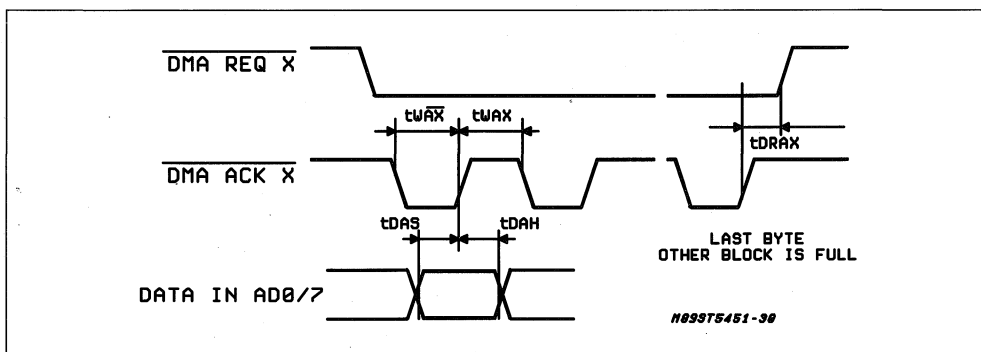 DMA REQ X
tWAX tWAX
tDRAX
DMA ACK X
tDAS tDAH
LAST BYTE
OTHER BLOCK IS FULL
DATA IN AD0/7
M89ST5451-30